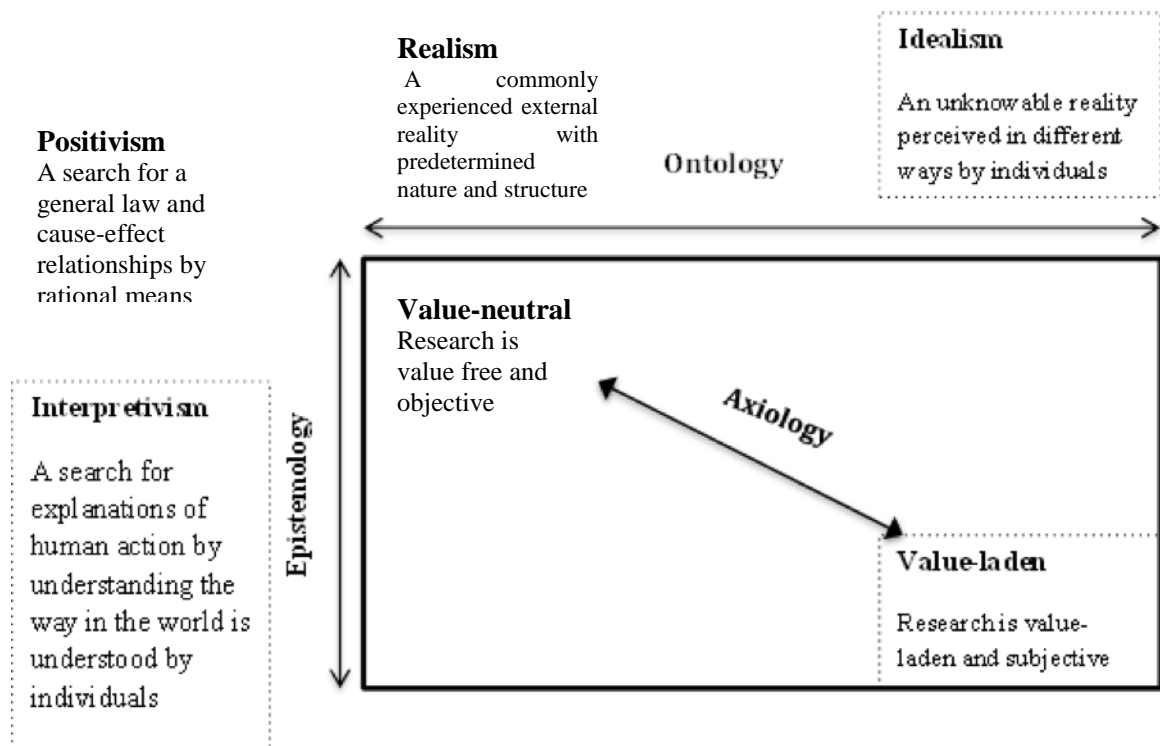 Realism
A commonly
experienced external
reality with
predetermined
nature and structure
Ontology
Idealism
An unknowable reality
perceived in different
ways by individuals
Positivism
A search for a
general law and
cause-effect
relationships by
rational means
Interpretivism
A search for
explanations of
human action by
understanding the
way in the world is
understood by
individuals
Epistemology
Value-neutral
Research is
value free and
objective
Axiology
Value-laden
Research is value-
laden and subjective